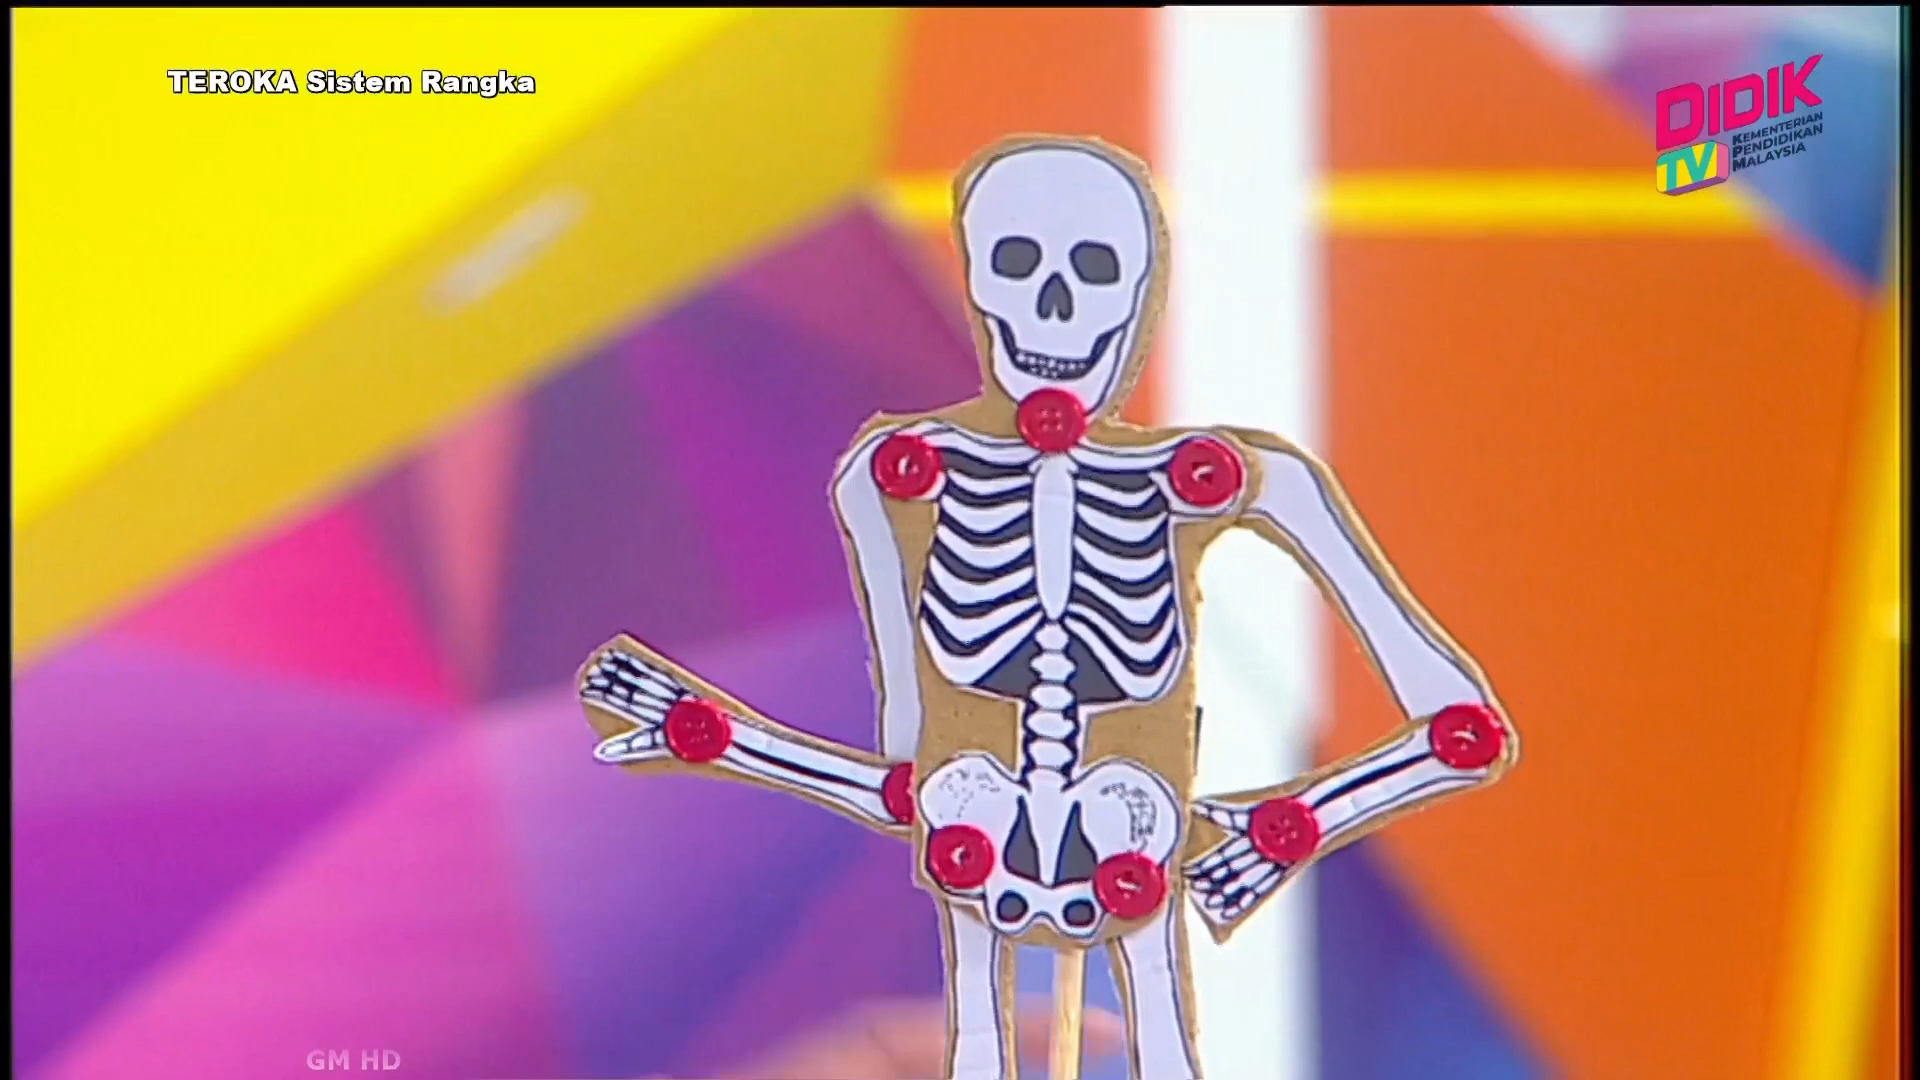 TEROKA Sistem Rangka
DIDIK
TV
KEMENTERIAN
PENDIDIKAN
MALAYSIA
GM HD